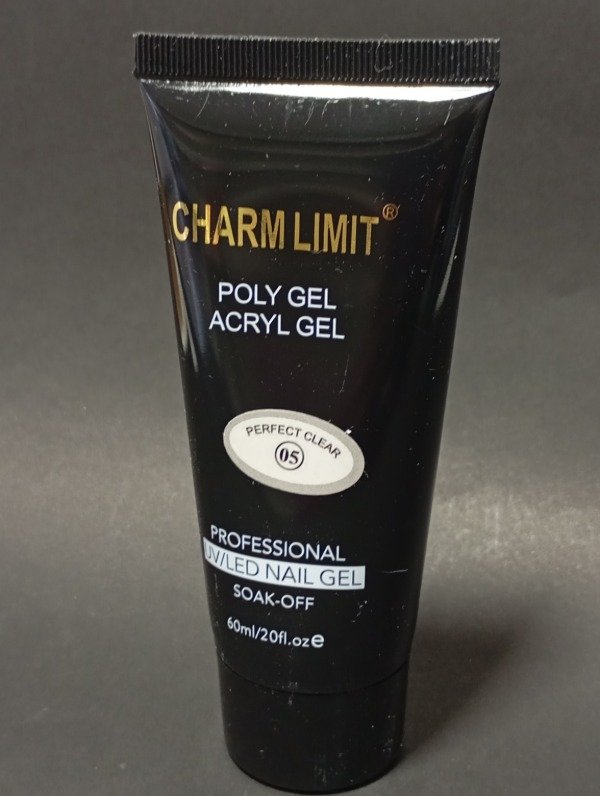 CHARM LIMIT®
POLY GEL
ACRYL GEL
PERFECT CLEAR
05
PROFESSIONAL
UV/LED NAIL GEL
SOAK-OFF
60ml/20fl.oz℮